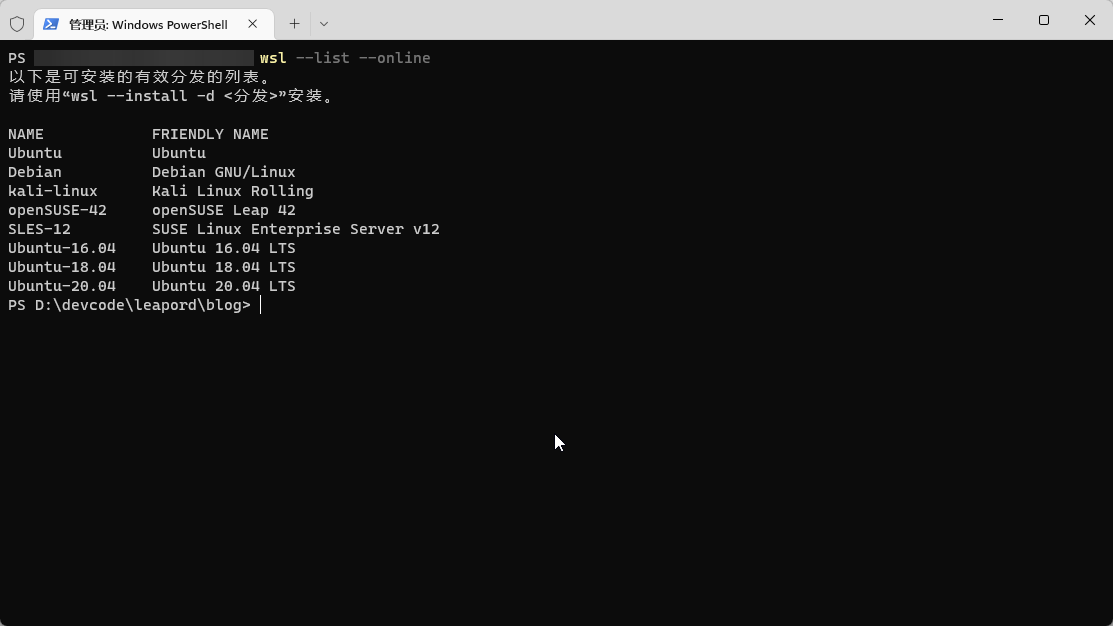 管理员: Windows PowerShell
PS wsl --list --online
以下是可安装的有效分发的列表。
请使用“wsl --install -d <分发>”安装。
NAME FRIENDLY NAME
Ubuntu Ubuntu
Debian Debian GNU/Linux
kali-linux Kali Linux Rolling
openSUSE-42 openSUSE Leap 42
SLES-12 SUSE Linux Enterprise Server v12
Ubuntu-16.04 Ubuntu 16.04 LTS
Ubuntu-18.04 Ubuntu 18.04 LTS
Ubuntu-20.04 Ubuntu 20.04 LTS
PS D:\devcode\leapord\blog>